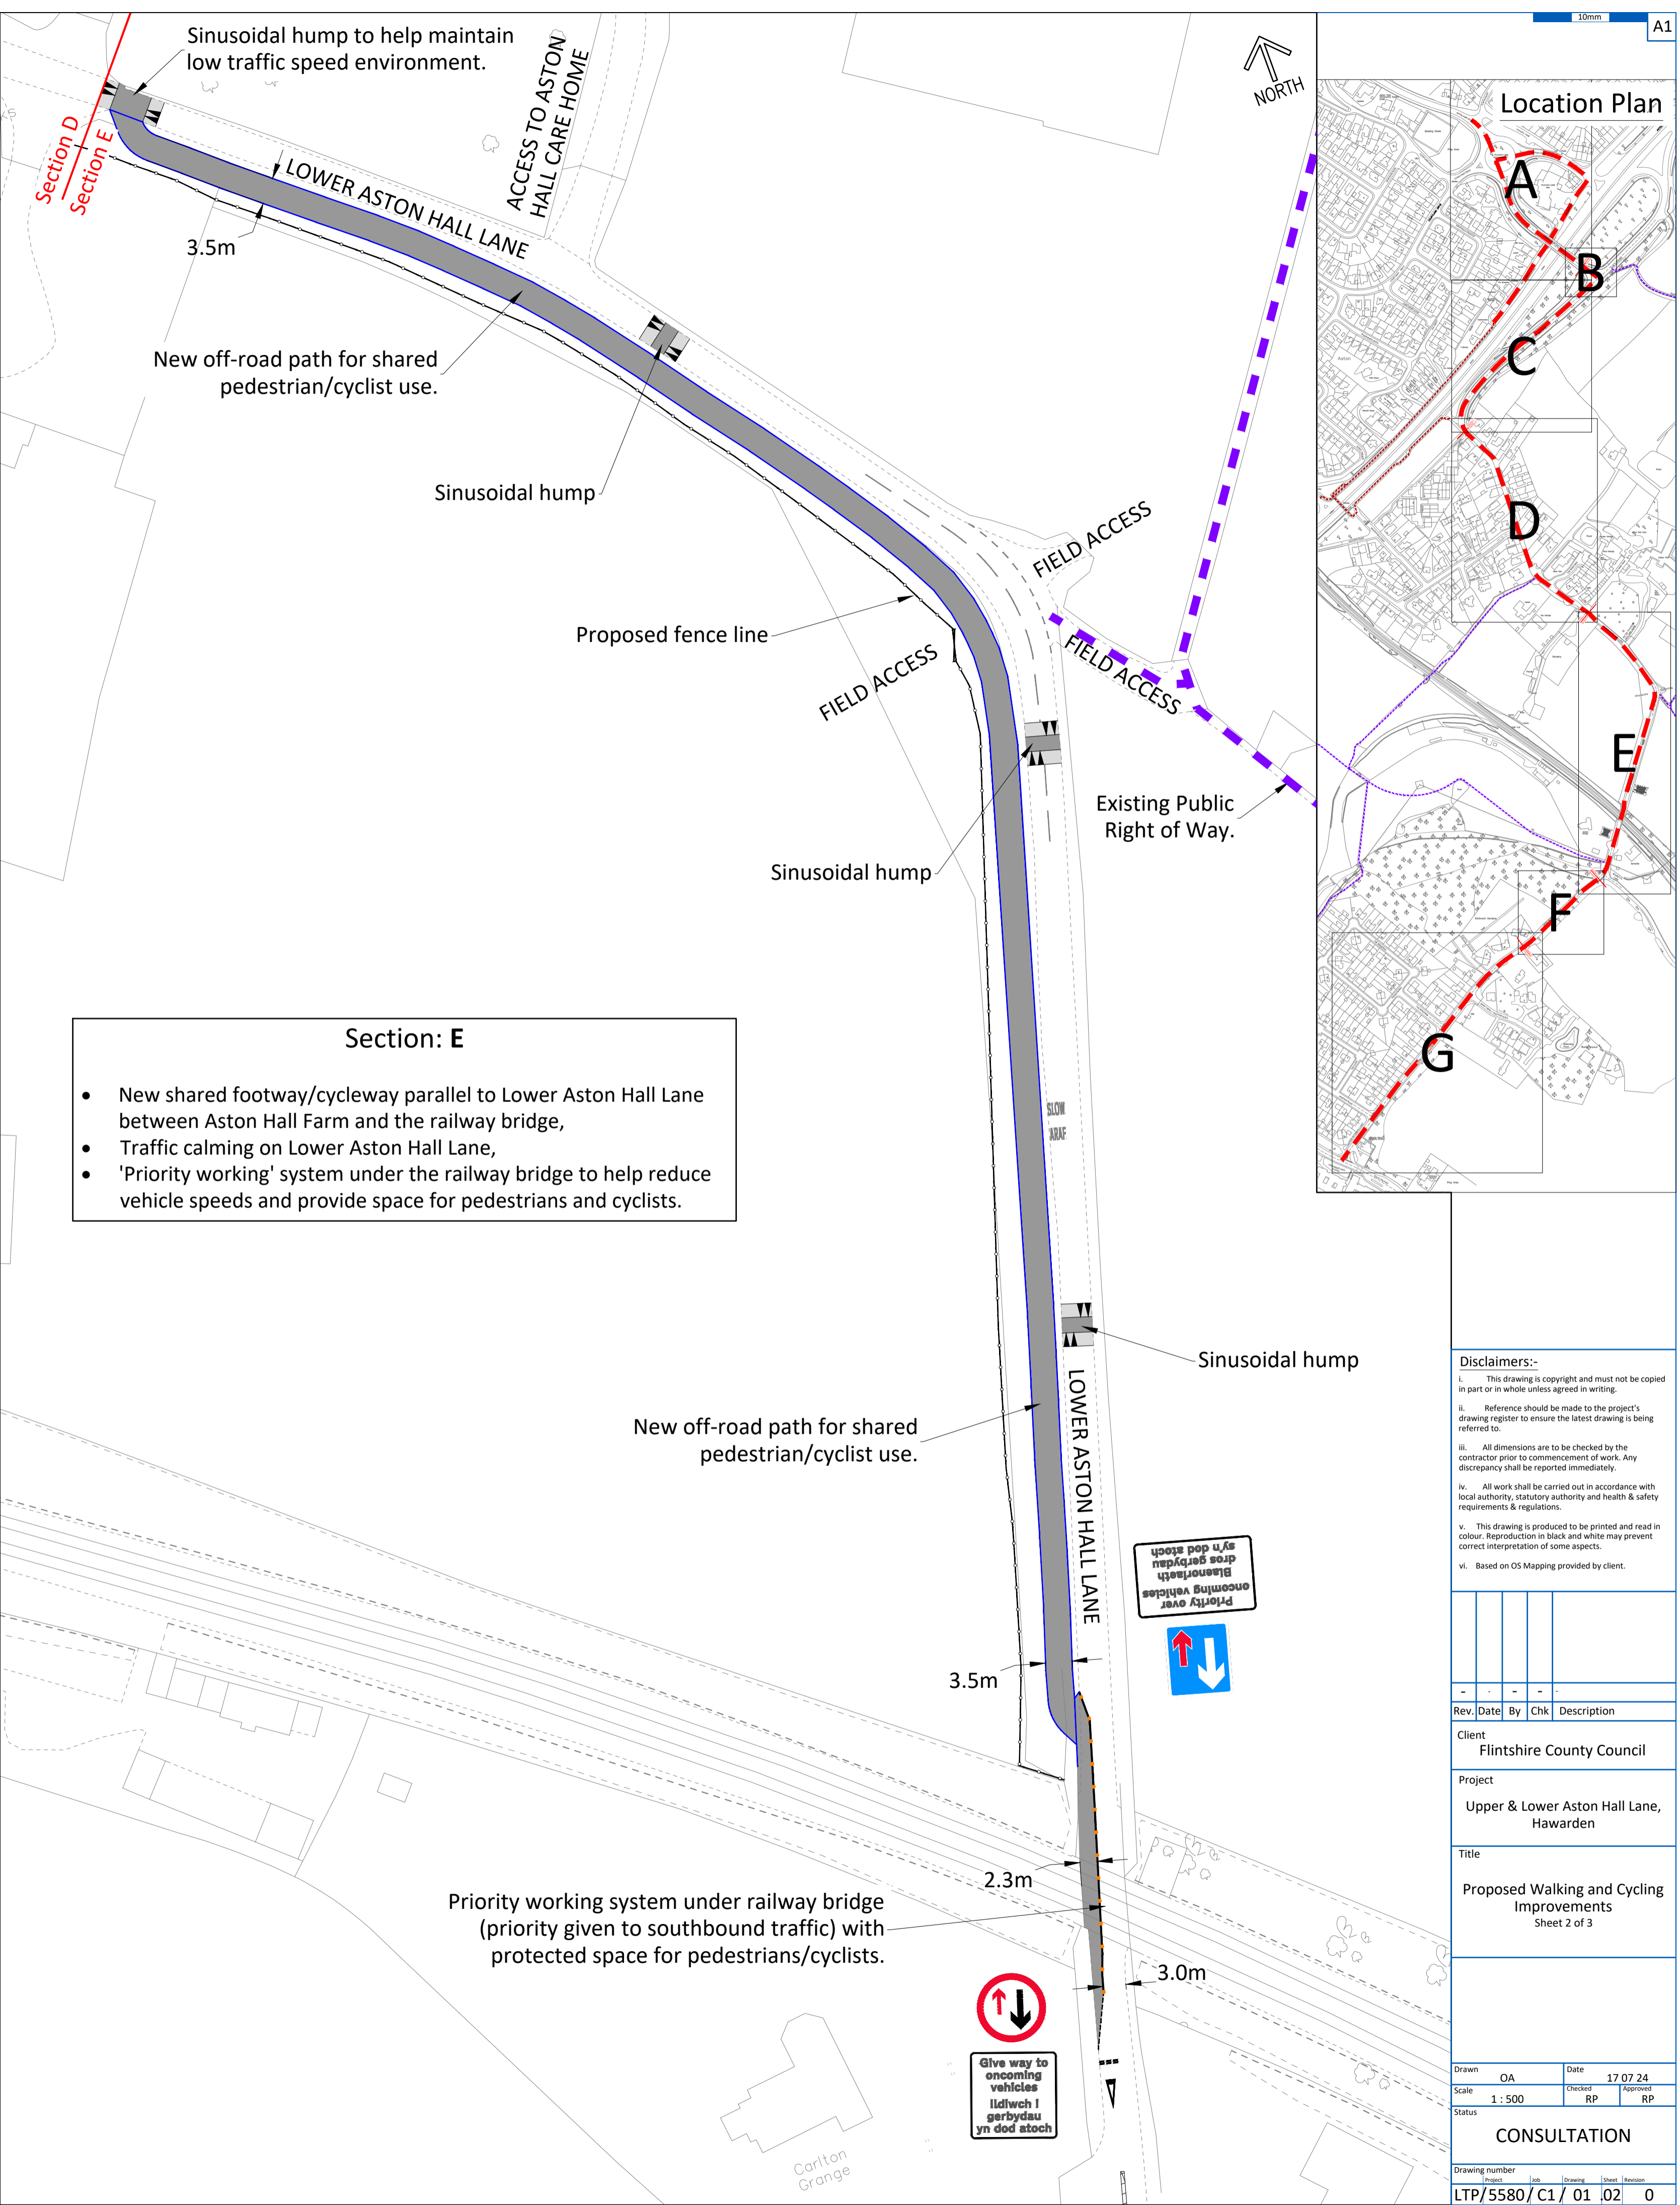 10mm
A1
Sinusoidal hump to help maintain
low traffic speed environment.
ACCESS TO ASTON
HALL CARE HOME
NORTH
Location Plan
A
B
C
D
E
F
G
Section D
Section E
LOWER ASTON HALL LANE
3.5m
New off-road path for shared
pedestrian/cyclist use.
Sinusoidal hump
FIELD ACCESS
Proposed fence line
FIELD ACCESS
FIELD ACCESS
Existing Public
Right of Way.
Sinusoidal hump
Section: E
• New shared footway/cycleway parallel to Lower Aston Hall Lane
between Aston Hall Farm and the railway bridge,
• Traffic calming on Lower Aston Hall Lane,
• 'Priority working' system under the railway bridge to help reduce
vehicle speeds and provide space for pedestrians and cyclists.
SLOW
ARAF
Sinusoidal hump
New off-road path for shared
pedestrian/cyclist use.
LOWER ASTON HALL LANE
Priority over
oncoming vehicles
Blaenoriaeth
dros gerbydau
sy'n dod atoch
3.5m
2.3m
Priority working system under railway bridge
(priority given to southbound traffic) with
protected space for pedestrians/cyclists.
3.0m
Give way to
oncoming
vehicles
Ildiwch i
gerbydau
yn dod atoch
Carlton
Grange
Disclaimers:-
i. This drawing is copyright and must not be copied
in part or in whole unless agreed in writing.
ii. Reference should be made to the project's
drawing register to ensure the latest drawing is being
referred to.
iii. All dimensions are to be checked by the
contractor prior to commencement of work. Any
discrepancy shall be reported immediately.
iv. All work shall be carried out in accordance with
local authority, statutory authority and health & safety
requirements & regulations.
v. This drawing is produced to be printed and read in
colour. Reproduction in black and white may prevent
correct interpretation of some aspects.
vi. Based on OS Mapping provided by client.
- - - - -
Rev. Date By Chk Description
Client
Flintshire County Council
Project
Upper & Lower Aston Hall Lane,
Hawarden
Title
Proposed Walking and Cycling
Improvements
Sheet 2 of 3
Drawn Date
OA 17 07 24
Scale Checked Approved
1 : 500 RP RP
Status
CONSULTATION
Drawing number
Project Job Drawing Sheet Revision
LTP/5580/ C1 / 01 .02 0